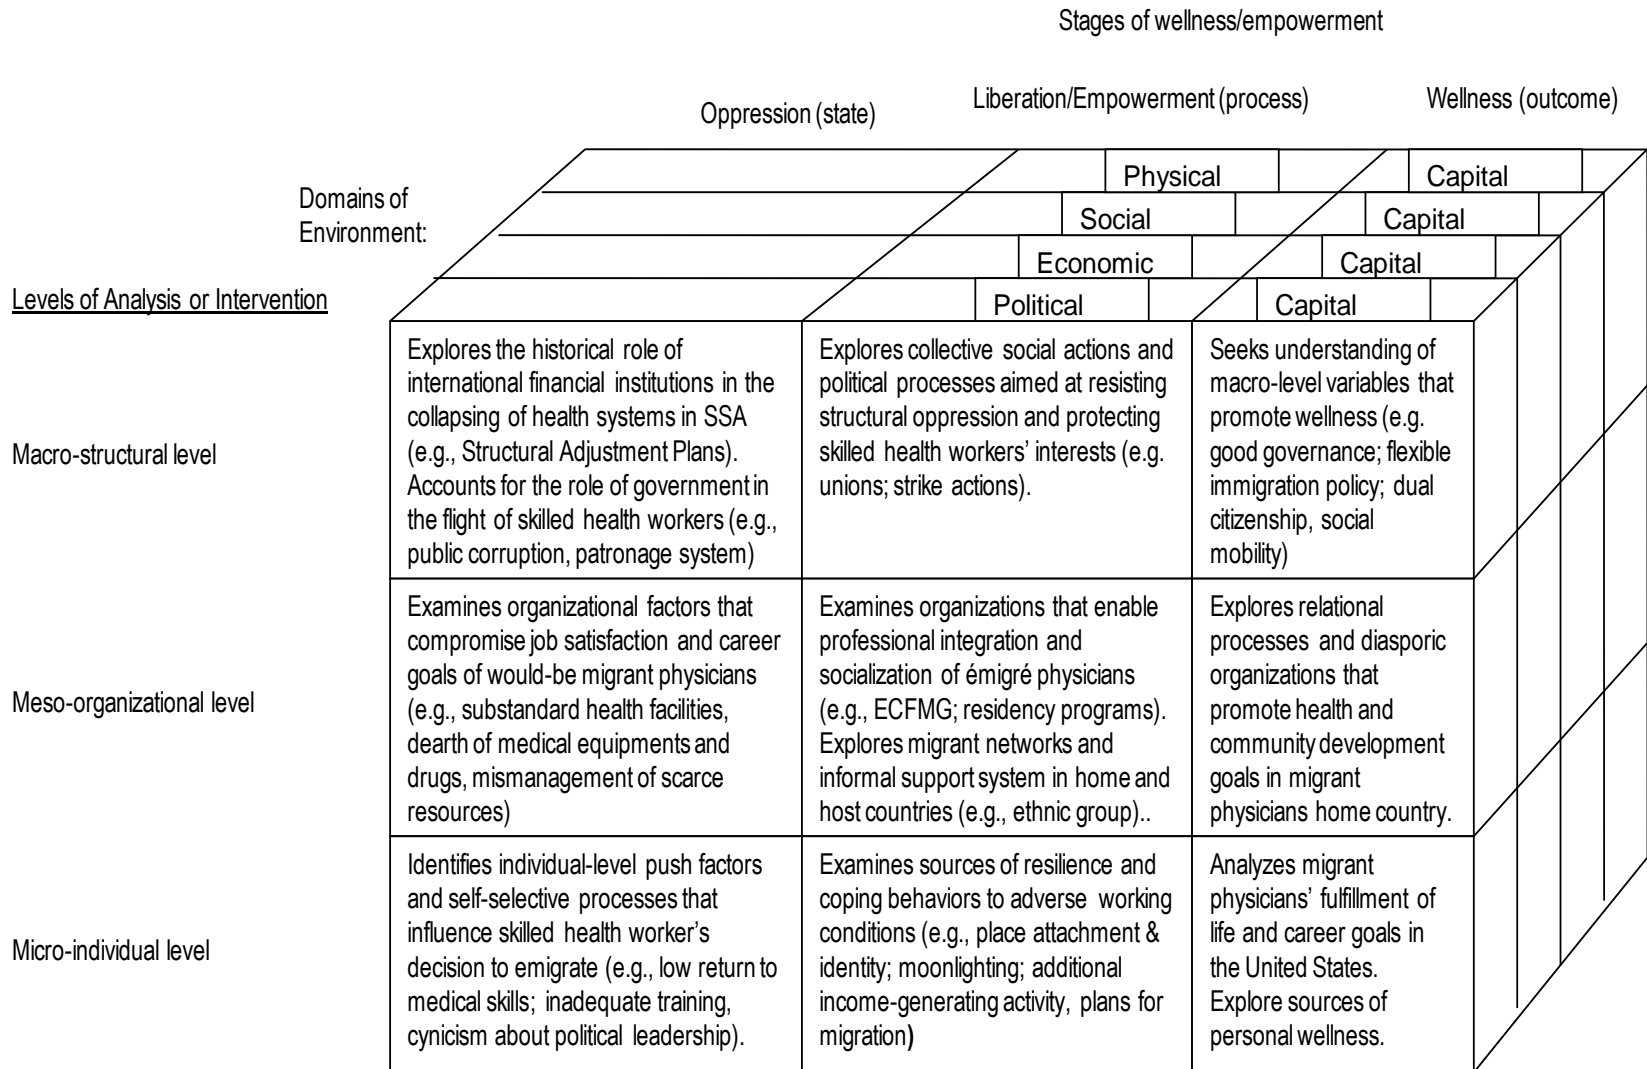 Stages of wellness/empowerment
Oppression (state)
Liberation/Empowerment (process)
Wellness (outcome)
Domains of
Environment:
Physical
Capital
Social
Capital
Economic
Capital
Political
Capital
Levels of Analysis or Intervention
Macro-structural level
Explores the historical role of
international financial institutions in the
collapsing of health systems in SSA
(e.g., Structural Adjustment Plans).
Accounts for the role of government in
the flight of skilled health workers (e.g.,
public corruption, patronage system)
Explores collective social actions and
political processes aimed at resisting
structural oppression and protecting
skilled health workers’ interests (e.g.
unions; strike actions).
Seeks understanding of
macro-level variables that
promote wellness (e.g.
good governance; flexible
immigration policy; dual
citizenship, social
mobility)
Meso-organizational level
Examines organizational factors that
compromise job satisfaction and career
goals of would-be migrant physicians
(e.g., substandard health facilities,
dearth of medical equipments and
drugs, mismanagement of scarce
resources)
Examines organizations that enable
professional integration and
socialization of émigré physicians
(e.g., ECFMG; residency programs).
Explores migrant networks and
informal support system in home and
host countries (e.g., ethnic group)..
Explores relational
processes and diasporic
organizations that
promote health and
community development
goals in migrant
physicians home country.
Micro-individual level
Identifies individual-level push factors
and self-selective processes that
influence skilled health worker’s
decision to emigrate (e.g., low return to
medical skills; inadequate training,
cynicism about political leadership).
Examines sources of resilience and
coping behaviors to adverse working
conditions (e.g., place attachment &
identity; moonlighting; additional
income-generating activity, plans for
migration)
Analyzes migrant
physicians’ fulfillment of
life and career goals in
the United States.
Explore sources of
personal wellness.